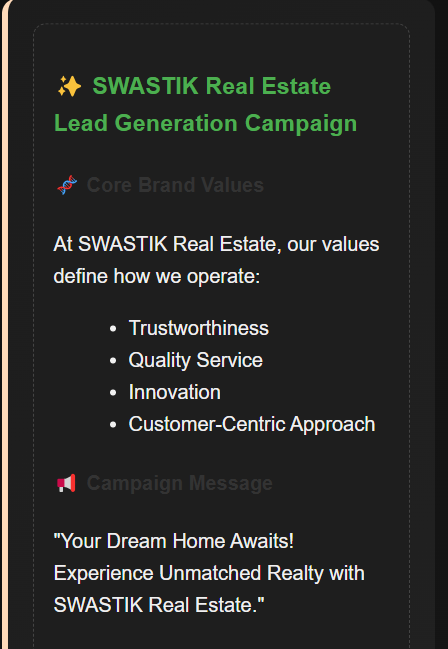 ✨ SWASTIK Real Estate
Lead Generation Campaign
🧬 Core Brand Values
At SWASTIK Real Estate, our values
define how we operate:
• Trustworthiness
• Quality Service
• Innovation
• Customer-Centric Approach
📢 Campaign Message
"Your Dream Home Awaits!
Experience Unmatched Realty with
SWASTIK Real Estate."